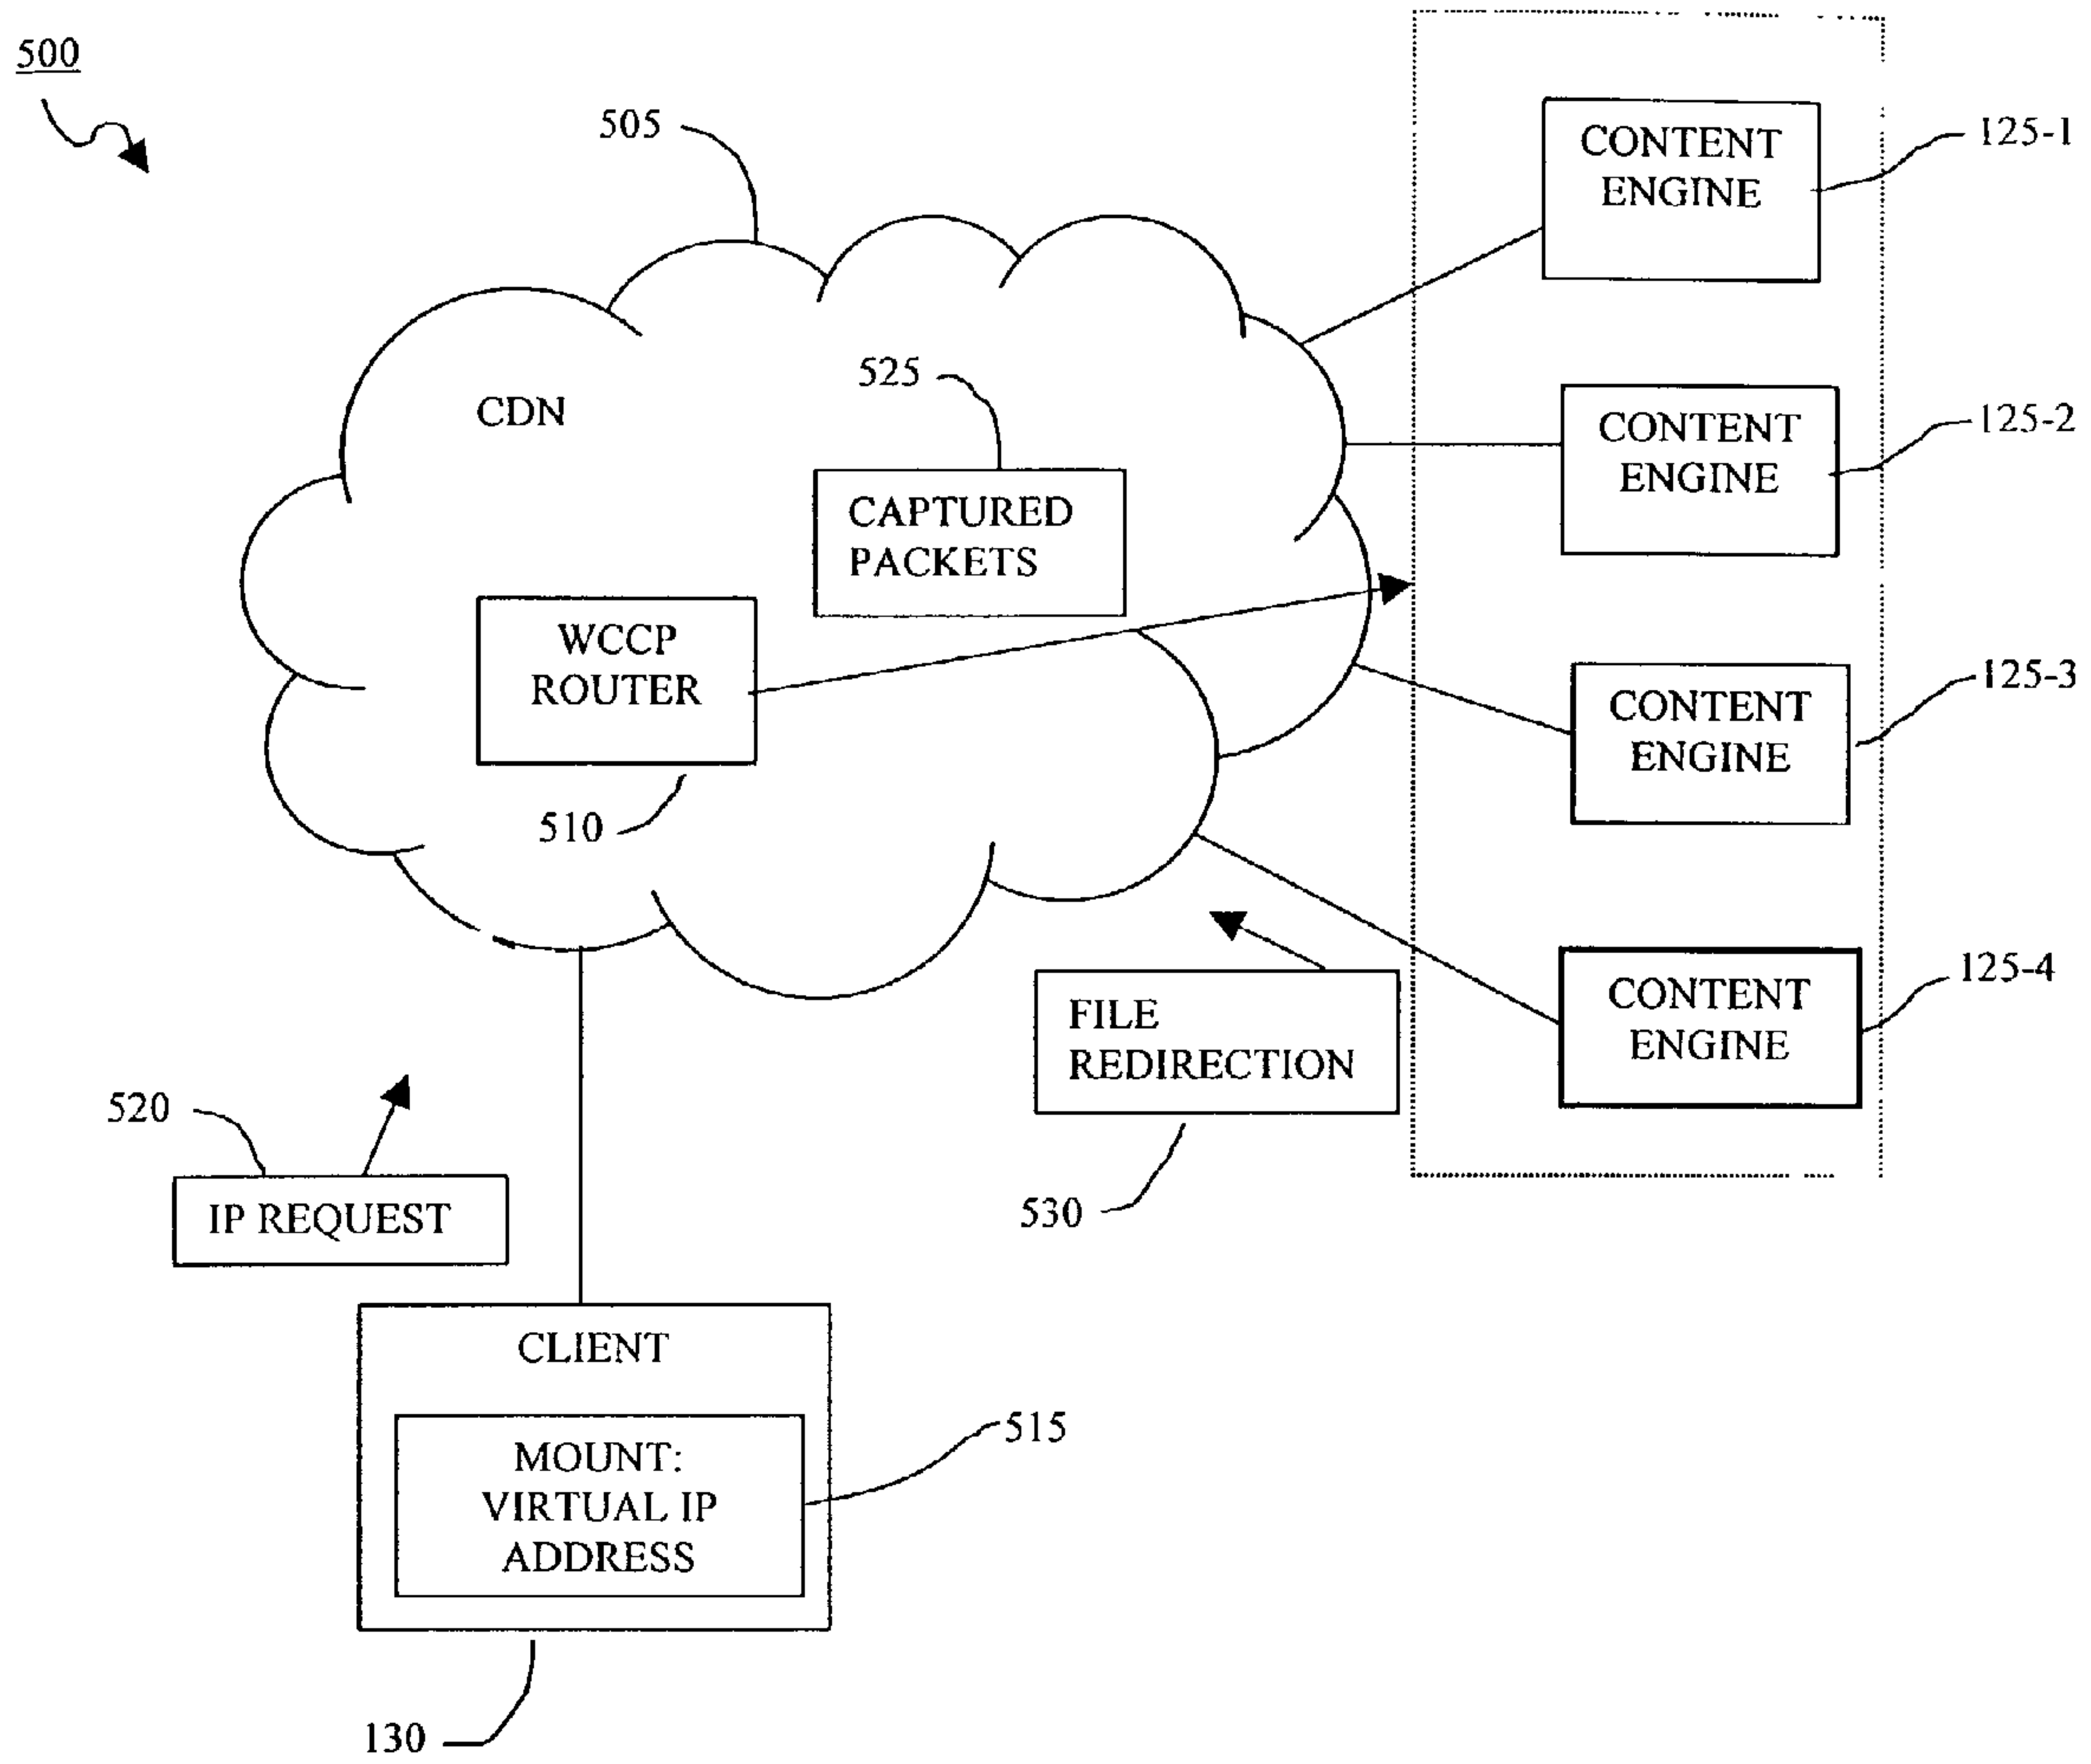 500
505
CONTENT
ENGINE
125-1
525
CDN
CONTENT
ENGINE
125-2
CAPTURED
PACKETS
WCCP
ROUTER
CONTENT
ENGINE
125-3
510
CONTENT
ENGINE
125-4
FILE
REDIRECTION
520
IP REQUEST
530
CLIENT
MOUNT:
VIRTUAL IP
ADDRESS
515
130